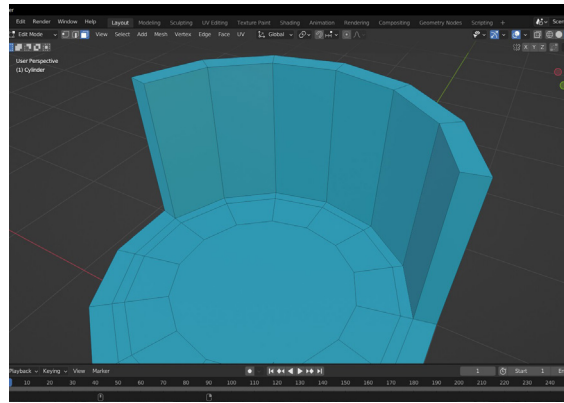 Edit Render Window Help Layout Modeling Sculpting UV Editing Texture Paint Shading Animation Rendering Compositing Geometry Nodes Scripting +
Edit Mode View Select Add Mesh Vertex Edge Face UV Global
X Y Z
User Perspective
(1) Cylinder
Playback Keying View Marker 1 Start 1
10 20 30 40 50 60 70 80 90 100 110 120 130 140 150 160 170 180 190 200 210 220 230 240